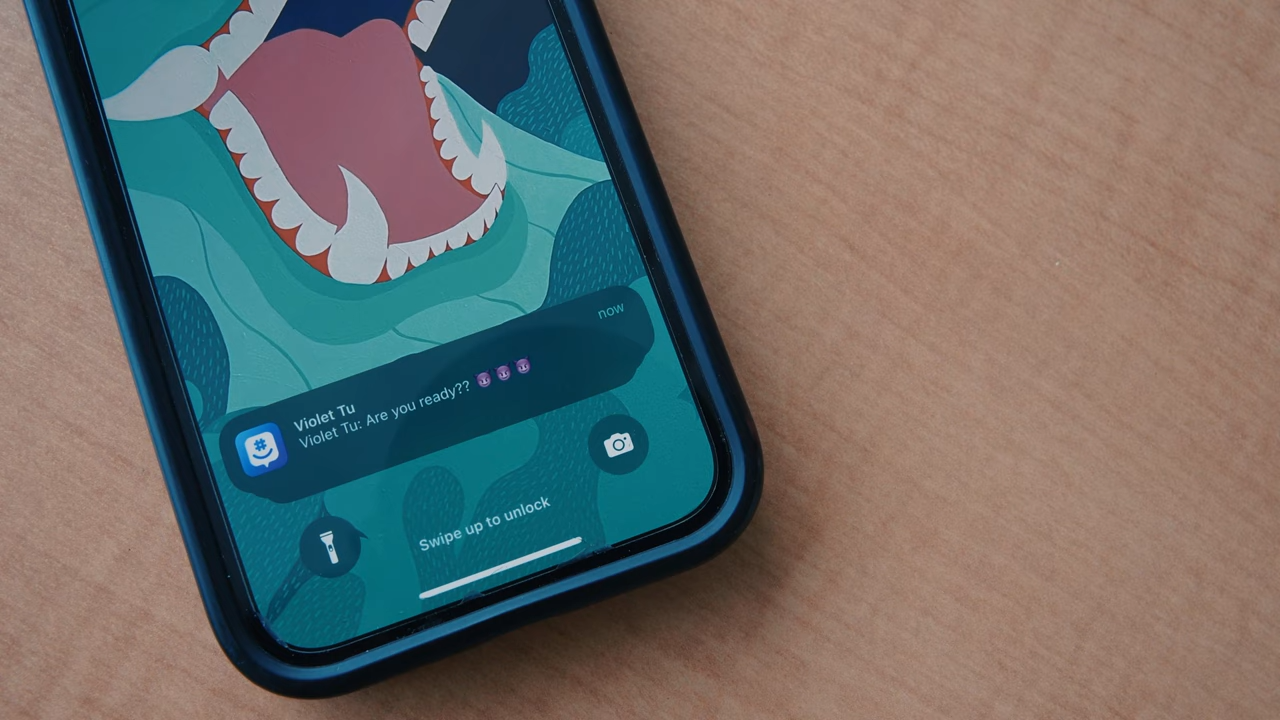 now
Violet Tu
Violet Tu: Are you ready?? 😈😈😈
Swipe up to unlock